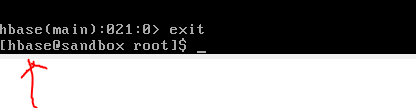 hbase(main):021:0> exit
[hbase@sandbox root]$ _